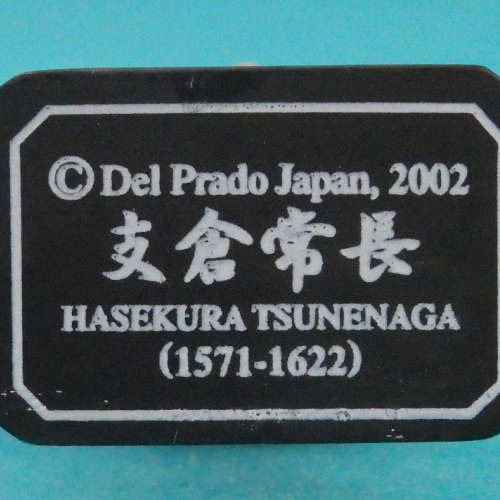 © Del Prado Japan, 2002
支倉常長
HASEKURA TSUNENAGA
(1571-1622)